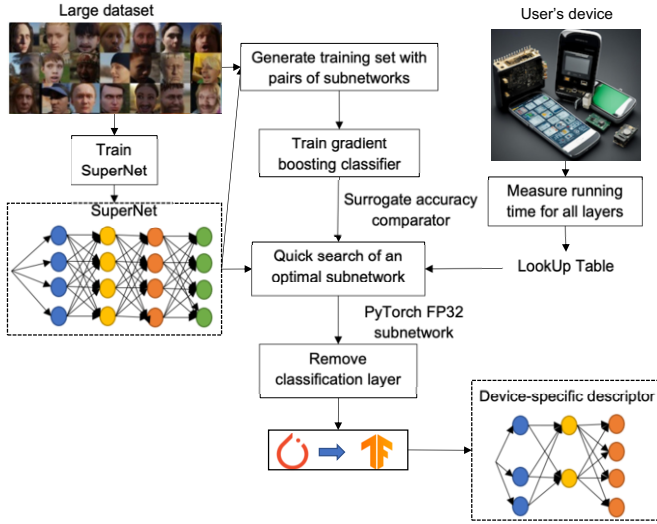 Large dataset
User's device
Generate training set with
pairs of subnetworks
Train
SuperNet
Train gradient
boosting classifier
Measure running
time for all layers
SuperNet
Surrogate accuracy
comparator
Quick search of an
optimal subnetwork
LookUp Table
PyTorch FP32
subnetwork
Remove
classification layer
Device-specific descriptor